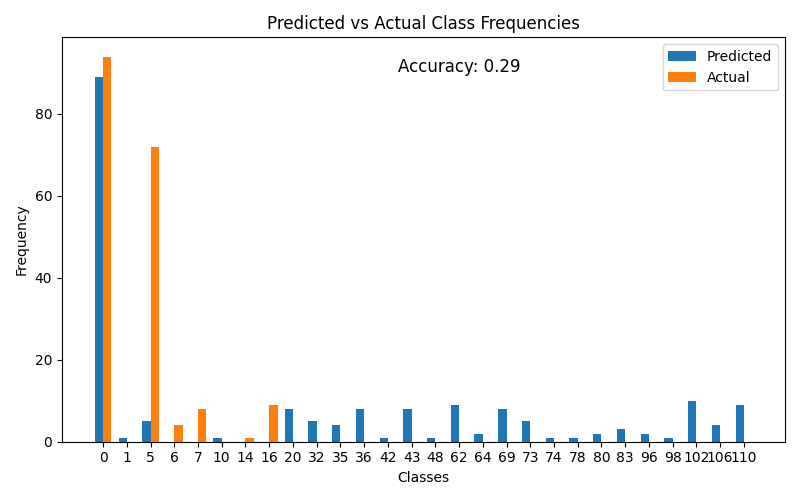 Predicted vs Actual Class Frequencies
Accuracy: 0.29
Predicted
Actual
Frequency
80
60
40
20
0
0 1 5 6 7 10 14 16 20 32 35 36 42 43 48 62 64 69 73 74 78 80 83 96 98 102 106 110
Classes